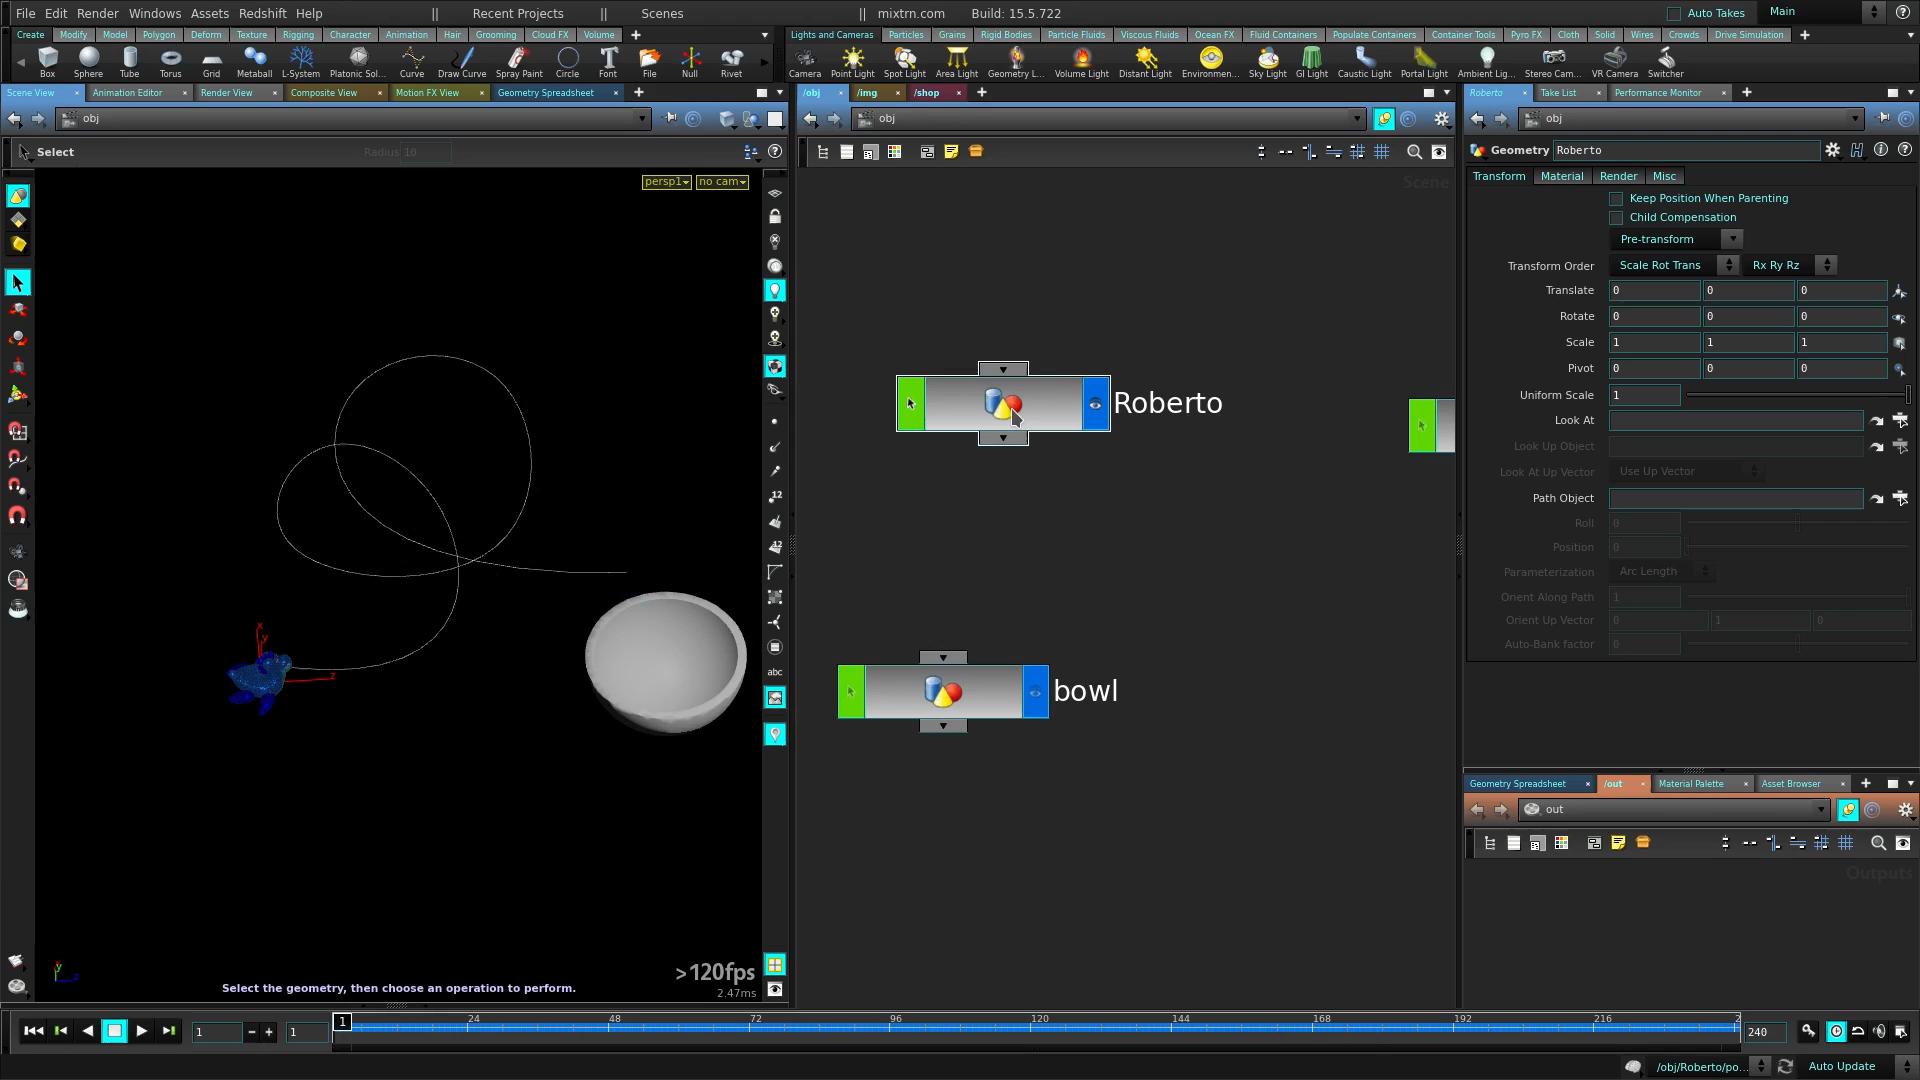 File Edit Render Windows Assets Redshift Help || Recent Projects || Scenes || mixtrn.com Build: 15.5.722 Auto Takes Main
Create Modify Model Polygon Deform Texture Rigging Character Animation Hair Grooming Cloud FX Volume
Lights and Cameras Particles Grains Rigid Bodies Particle Fluids Viscous Fluids Ocean FX Fluid Containers Populate Containers Container Tools Pyro FX Cloth Solid Wires Crowds Drive Simulation
Box Sphere Tube Torus Grid Metaball L-System Platonic Sol... Curve Draw Curve Spray Paint Circle Font File Null Rivet
Camera Point Light Spot Light Area Light Geometry L... Volume Light Distant Light Environmen... Sky Light GI Light Caustic Light Portal Light Ambient Lig... Stereo Cam... VR Camera Switcher
Scene View Animation Editor Render View Composite View Motion FX View Geometry Spreadsheet
/obj /img /shop
Roberto Take List Performance Monitor
obj
obj
obj
Select Radius 10
persp1 no cam
Scene
Geometry Roberto
Transform Material Render Misc
Keep Position When Parenting
Child Compensation
Pre-transform
Transform Order Scale Rot Trans Rx Ry Rz
Translate 0 0 0
Rotate 0 0 0
Scale 1 1 1
Pivot 0 0 0
Uniform Scale 1
Look At
Look Up Object
Look At Up Vector Use Up Vector
Path Object
Roll 0
Position 0
Parameterization Arc Length
Orient Along Path 1
Orient Up Vector 0 1 0
Auto-Bank factor 0
Roberto
bowl
x
y
z
12
12
abc
y
z
>120fps
2.47ms
Select the geometry, then choose an operation to perform.
Geometry Spreadsheet /out Material Palette Asset Browser
out
Outputs
1 1 1 24 48 72 96 120 144 168 192 216 2 240
/obj/Roberto/po... Auto Update